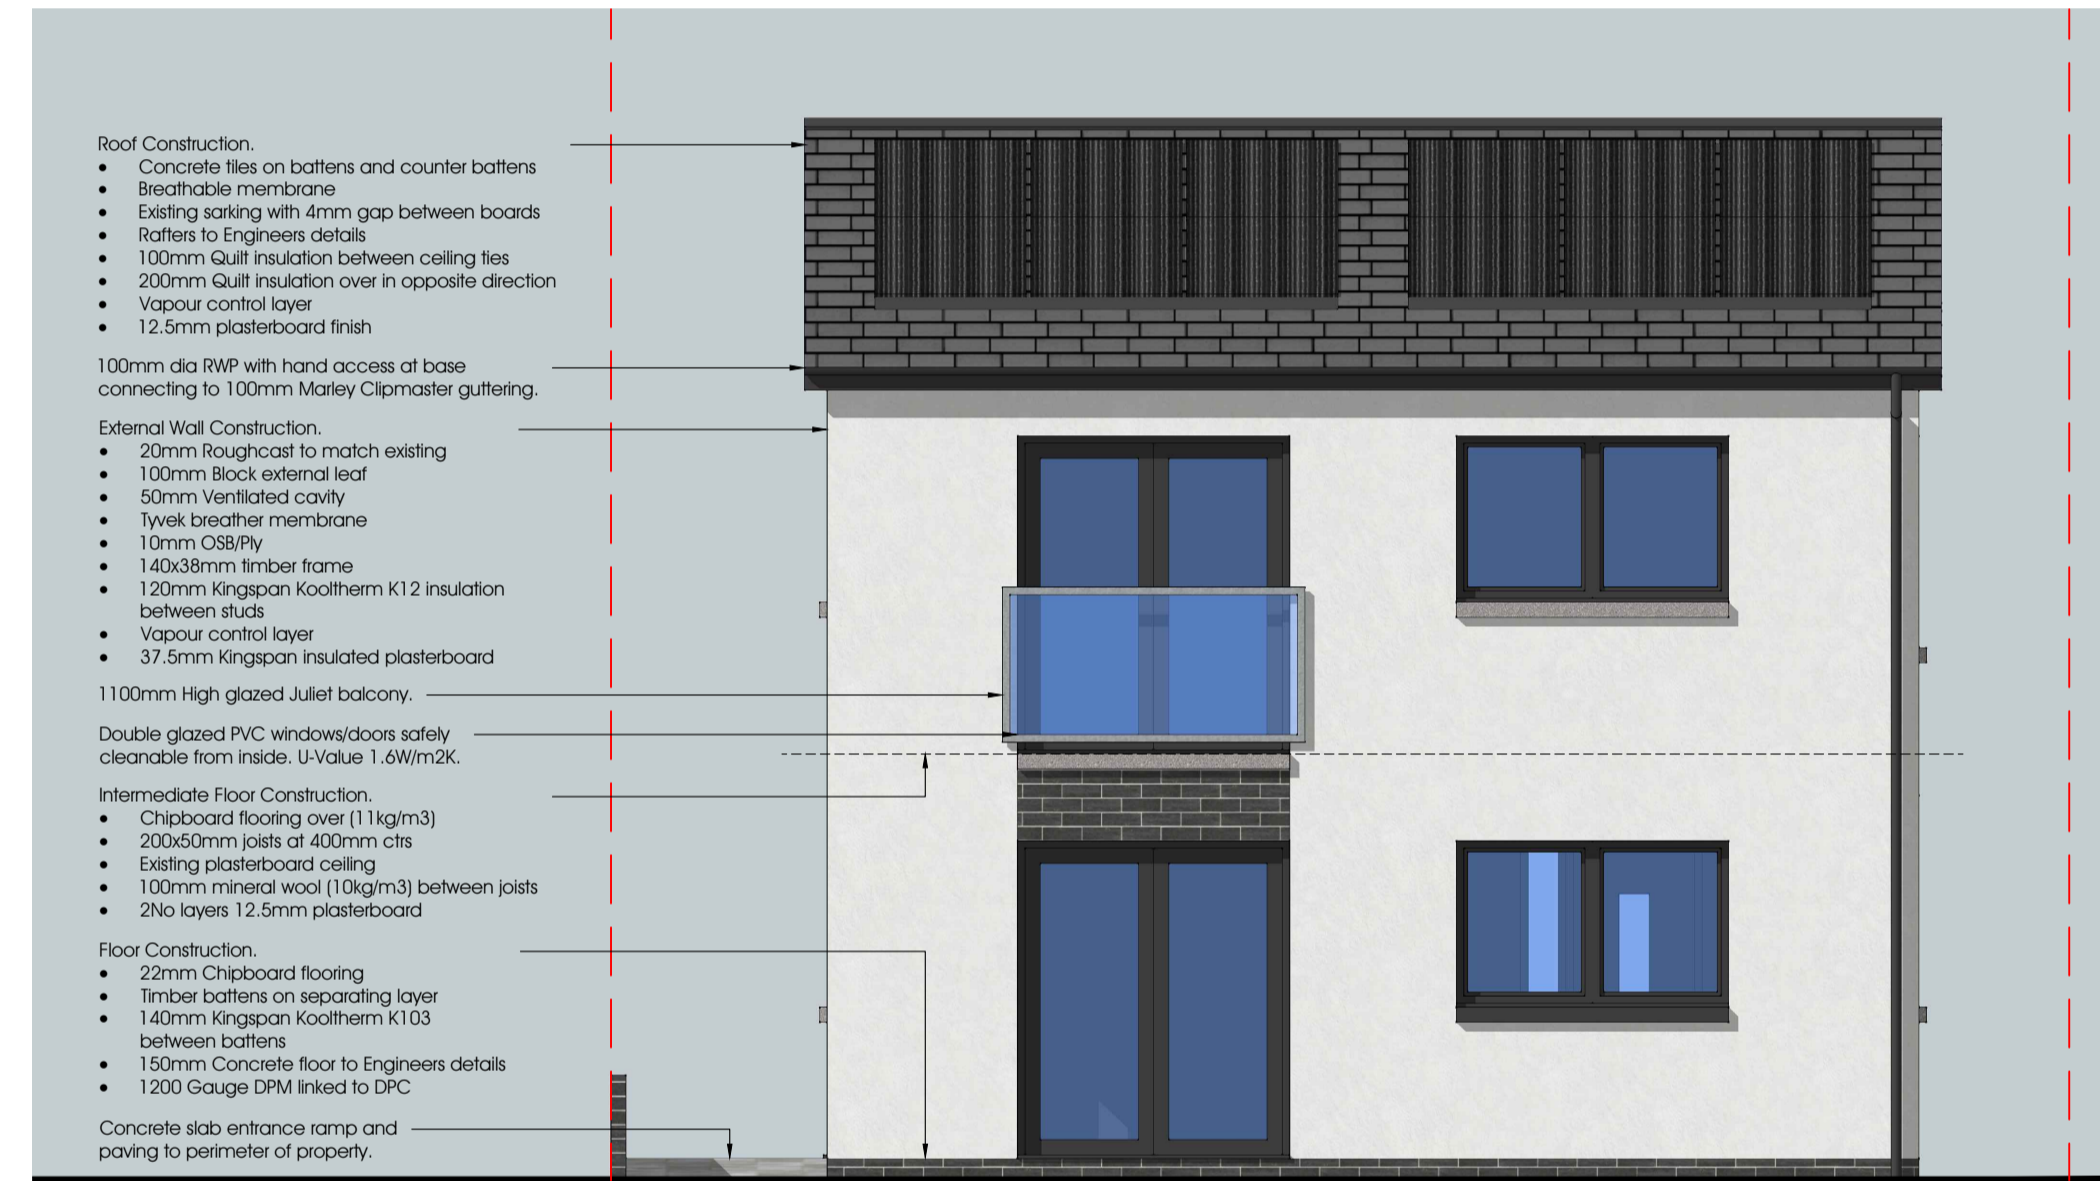 Roof Construction.
• Concrete tiles on battens and counter battens
• Breathable membrane
• Existing sarking with 4mm gap between boards
• Rafters to Engineers details
• 100mm Quilt insulation between ceiling ties
• 200mm Quilt insulation over in opposite direction
• Vapour control layer
• 12.5mm plasterboard finish
100mm dia RWP with hand access at base
connecting to 100mm Marley Clipmaster guttering.
External Wall Construction.
• 20mm Roughcast to match existing
• 100mm Block external leaf
• 50mm Ventilated cavity
• Tyvek breather membrane
• 10mm OSB/Ply
• 140x38mm timber frame
• 120mm Kingspan Kooltherm K12 insulation
between studs
• Vapour control layer
• 37.5mm Kingspan insulated plasterboard
1100mm High glazed Juliet balcony.
Double glazed PVC windows/doors safely
cleanable from inside. U-Value 1.6W/m2K.
Intermediate Floor Construction.
• Chipboard flooring over (11kg/m3)
• 200x50mm joists at 400mm ctrs
• Existing plasterboard ceiling
• 100mm mineral wool (10kg/m3) between joists
• 2No layers 12.5mm plasterboard
Floor Construction.
• 22mm Chipboard flooring
• Timber battens on separating layer
• 140mm Kingspan Kooltherm K103
between battens
• 150mm Concrete floor to Engineers details
• 1200 Gauge DPM linked to DPC
Concrete slab entrance ramp and
paving to perimeter of property.